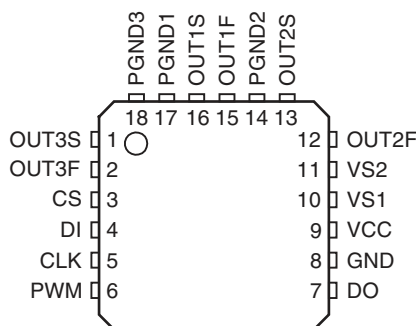 PGND3
PGND1
OUT1S
OUT1F
PGND2
OUT2S
18 17 16 15 14 13
OUT3S 1 12 OUT2F
OUT3F 2 11 VS2
CS 3 10 VS1
DI 4 9 VCC
CLK 5 8 GND
PWM 6 7 DO